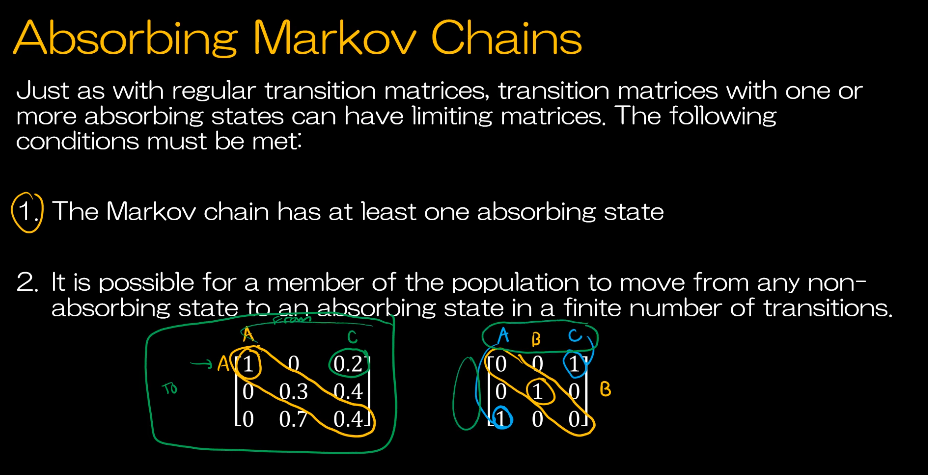 Absorbing Markov Chains
Just as with regular transition matrices, transition matrices with one or
more absorbing states can have limiting matrices. The following
conditions must be met:
1. The Markov chain has at least one absorbing state
2. It is possible for a member of the population to move from any non-
absorbing state to an absorbing state in a finite number of transitions.
From
A C A B C
→ A 1 0 0.2 0 0 1
TO 0 0.3 0.4 0 1 0 B
0 0.7 0.4 1 0 0